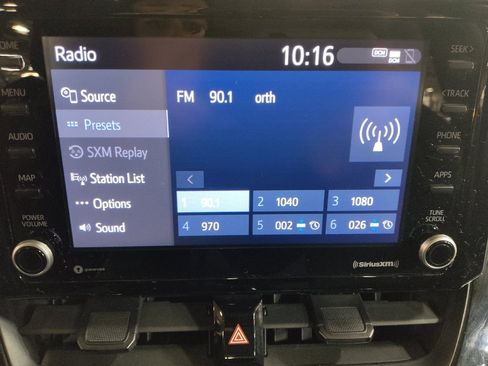 Radio 10:16 DCM DCM
HOME
SEEK>
Source
FM 90.1 orth
MENU
<TRACK
Presets
SXM Replay
AUDIO
PHONE
Station List
MAP
APPS
Options
1 90.1 2 1040 3 1080
POWER
VOLUME
TUNE
SCROLL
Sound
4 970 5 002 6 026
((SiriusXM))